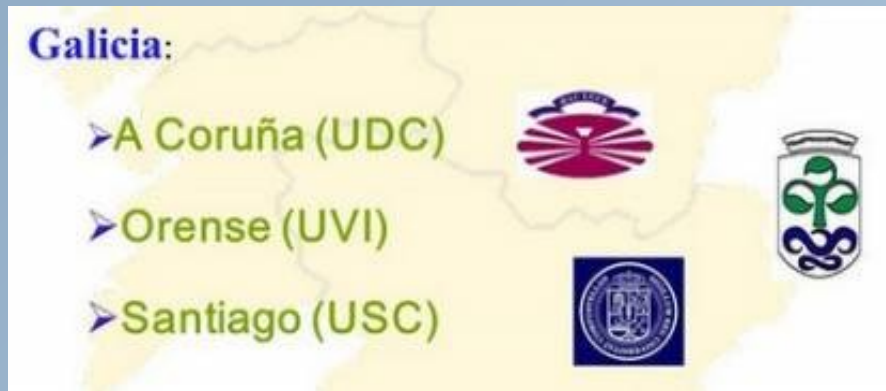 Galicia:
➢A Coruña (UDC)
➢Orense (UVI)
➢Santiago (USC)